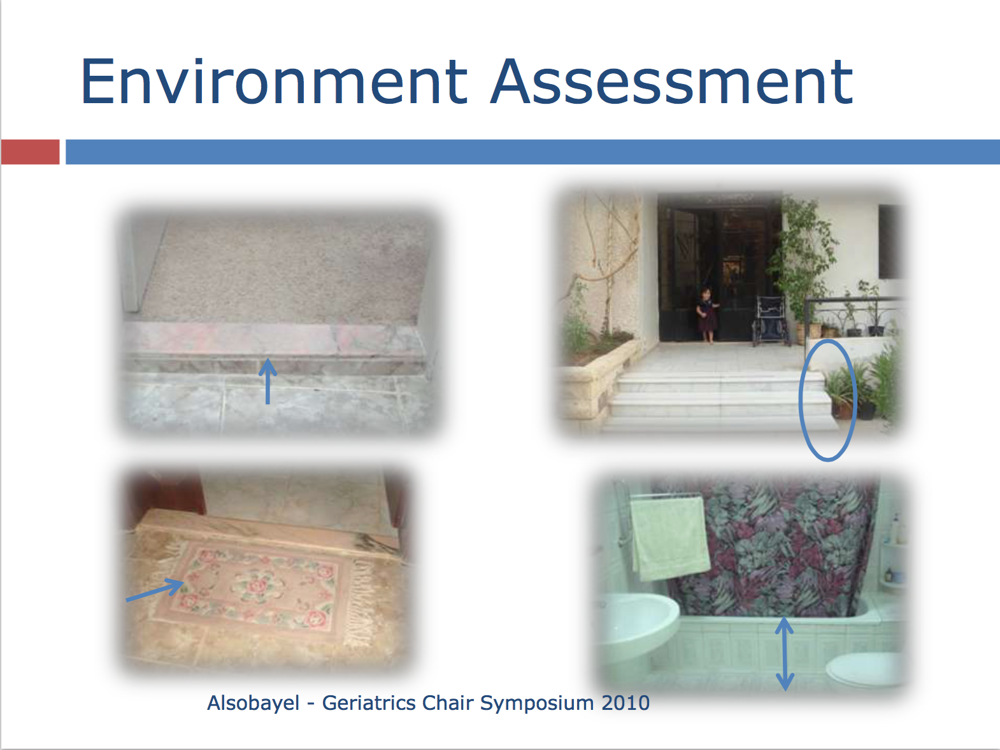 Environment Assessment
Alsobayel - Geriatrics Chair Symposium 2010